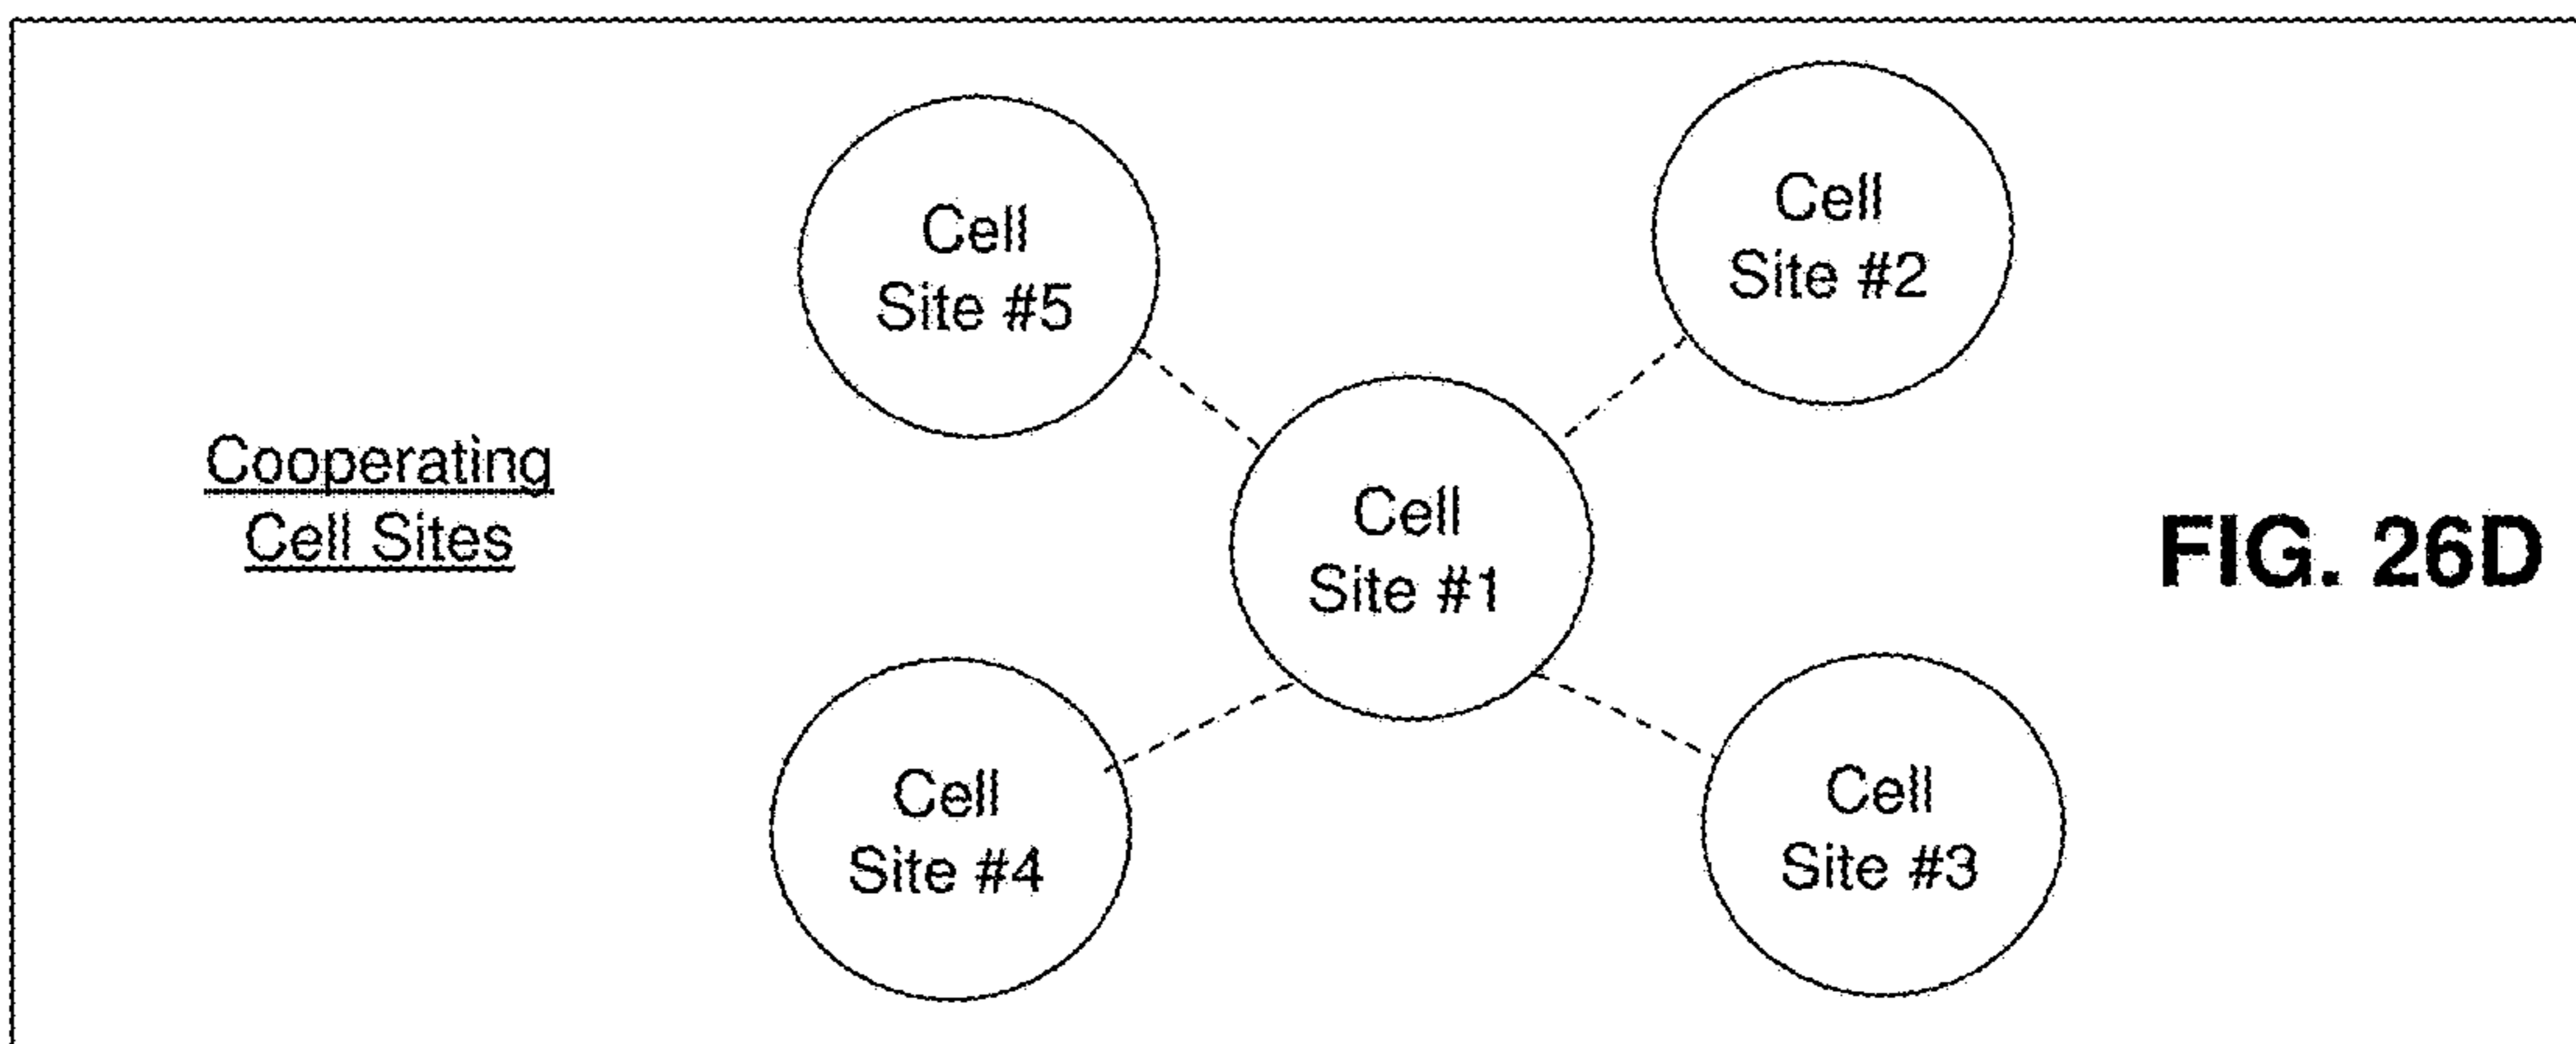 Cooperating
Cell Sites
Cell
Site #5
Cell
Site #2
Cell
Site #1
Cell
Site #4
Cell
Site #3
FIG. 26D